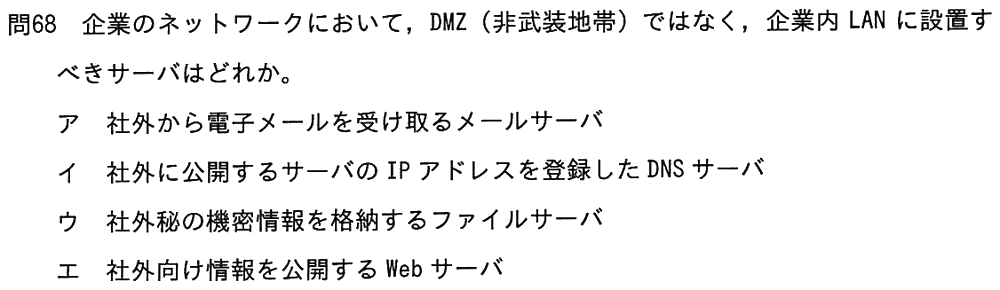 問68 企業のネットワークにおいて，DMZ（非武装地帯）ではなく，企業内 LAN に設置す
べきサーバはどれか。
ア 社外から電子メールを受け取るメールサーバ
イ 社外に公開するサーバの IP アドレスを登録した DNS サーバ
ウ 社外秘の機密情報を格納するファイルサーバ
エ 社外向け情報を公開する Web サーバ